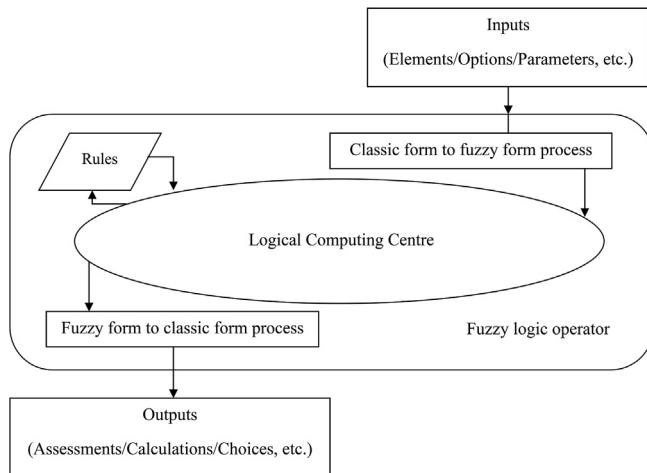 Inputs
(Elements/Options/Parameters, etc.)
Rules
Classic form to fuzzy form process
Logical Computing Centre
Fuzzy form to classic form process
Fuzzy logic operator
Outputs
(Assessments/Calculations/Choices, etc.)